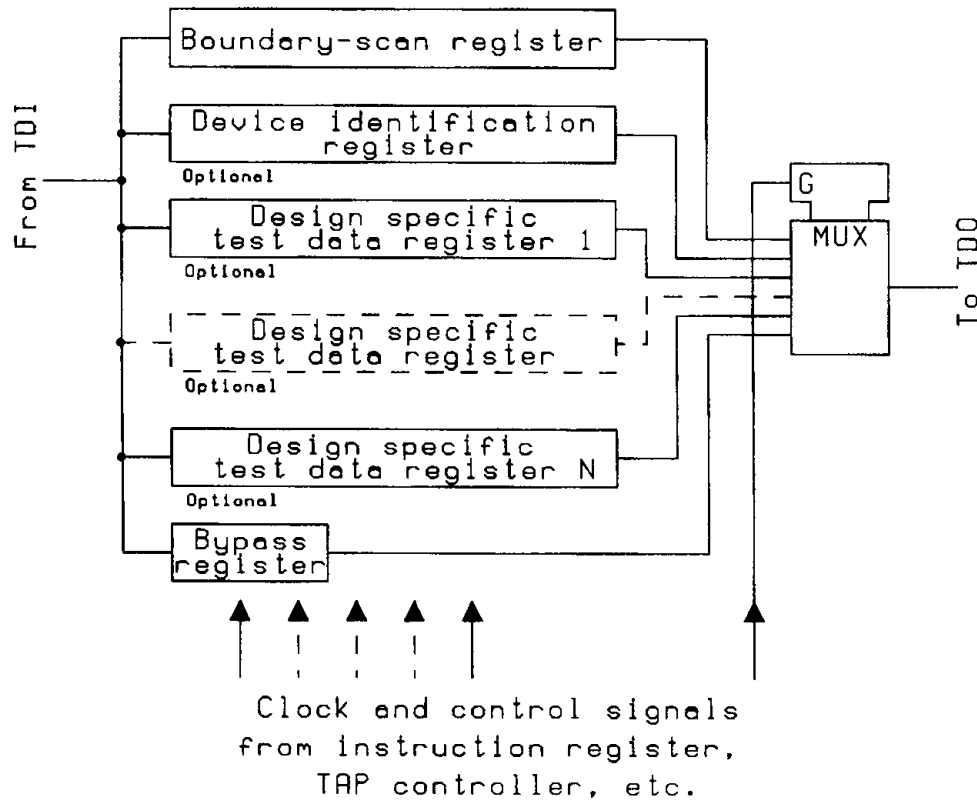 From TDI
Boundary-scan register
Device identification
register
Optional
Design specific
test data register 1
Optional
Design specific
test data register
Optional
Design specific
test data register N
Optional
Bypass
register
G
MUX
To TDO
Clock and control signals
from instruction register,
TAP controller, etc.